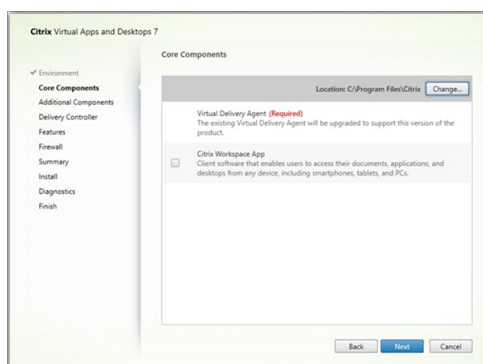 Citrix Virtual Apps and Desktops 7
Core Components
✓ Environment
Core Components
Additional Components
Delivery Controller
Features
Firewall
Summary
Install
Diagnostics
Finish
Location: C:\Program Files\Citrix Change...
Virtual Delivery Agent (Required)
The existing Virtual Delivery Agent will be upgraded to support this version of the
product.
Citrix Workspace App
Client software that enables users to access their documents, applications, and
desktops from any device, including smartphones, tablets, and PCs.
Back Next Cancel